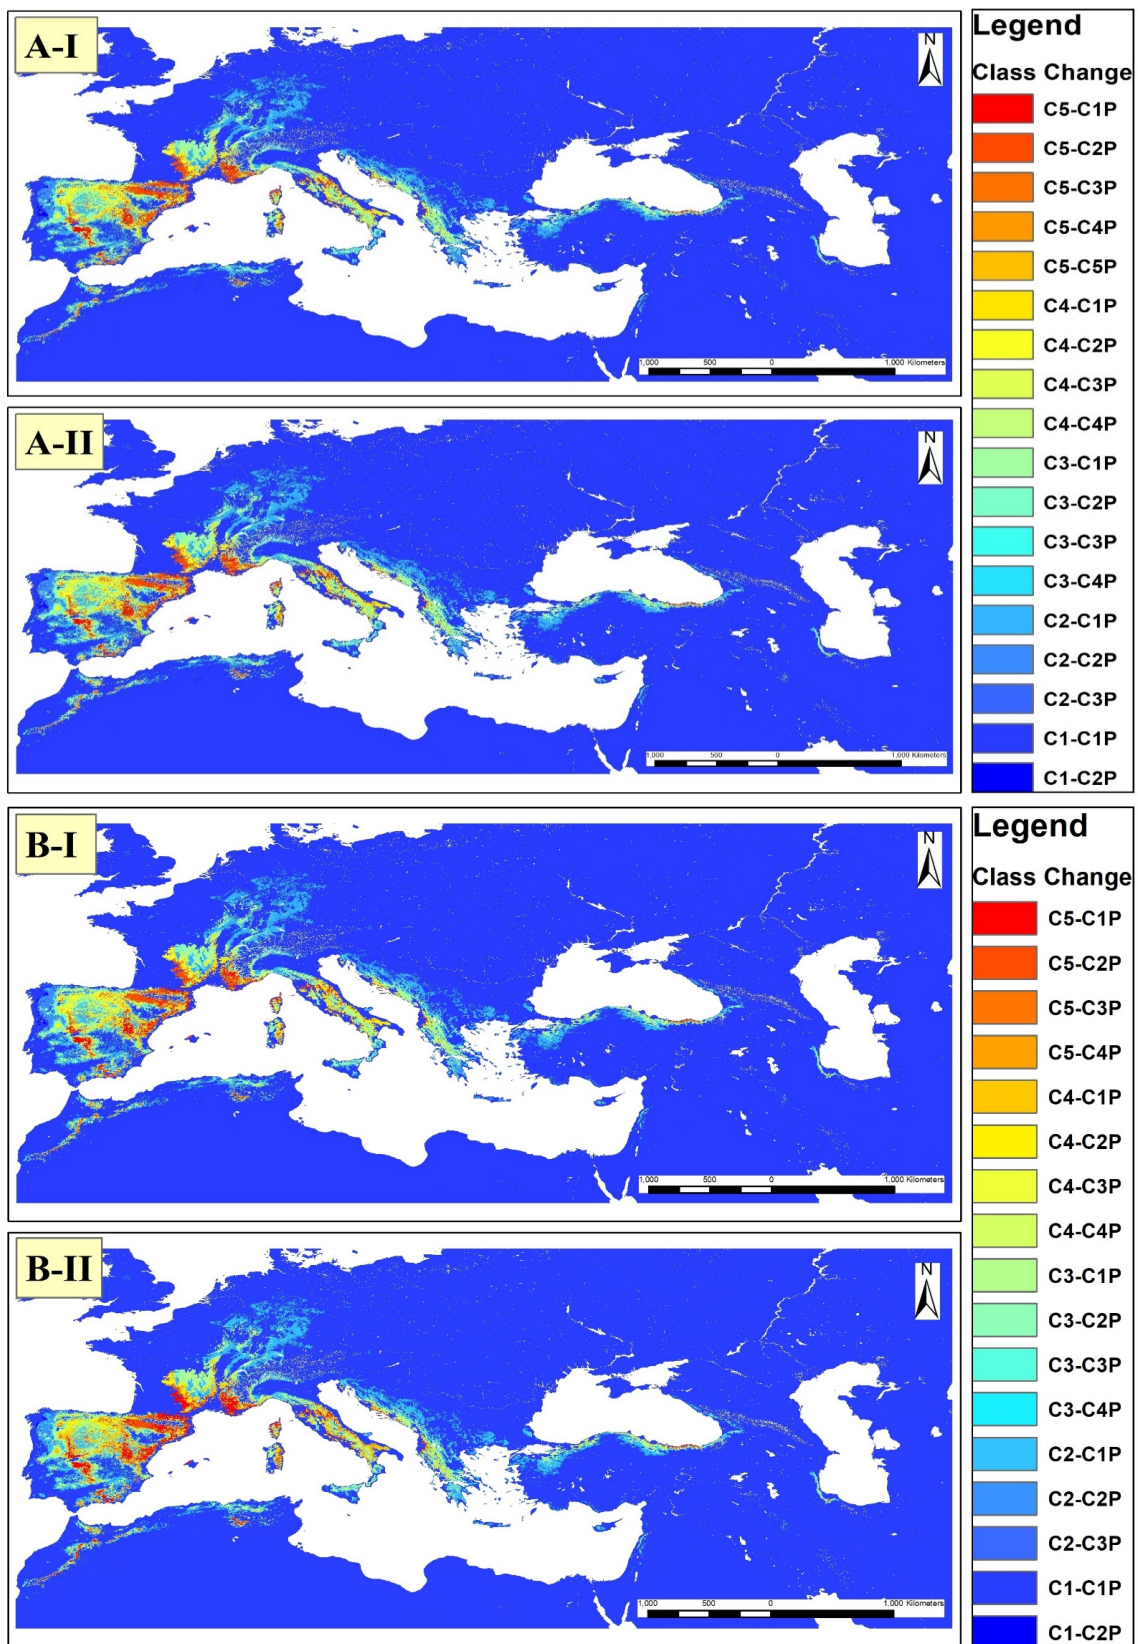 A-I
N
1,000 500 0 1,000 Kilometers
A-II
N
1,000 500 0 1,000 Kilometers
Legend
Class Change
C5-C1P
C5-C2P
C5-C3P
C5-C4P
C5-C5P
C4-C1P
C4-C2P
C4-C3P
C4-C4P
C3-C1P
C3-C2P
C3-C3P
C3-C4P
C2-C1P
C2-C2P
C2-C3P
C1-C1P
C1-C2P
B-I
N
1,000 500 0 1,000 Kilometers
B-II
N
1,000 500 0 1,000 Kilometers
Legend
Class Change
C5-C1P
C5-C2P
C5-C3P
C5-C4P
C4-C1P
C4-C2P
C4-C3P
C4-C4P
C3-C1P
C3-C2P
C3-C3P
C3-C4P
C2-C1P
C2-C2P
C2-C3P
C1-C1P
C1-C2P